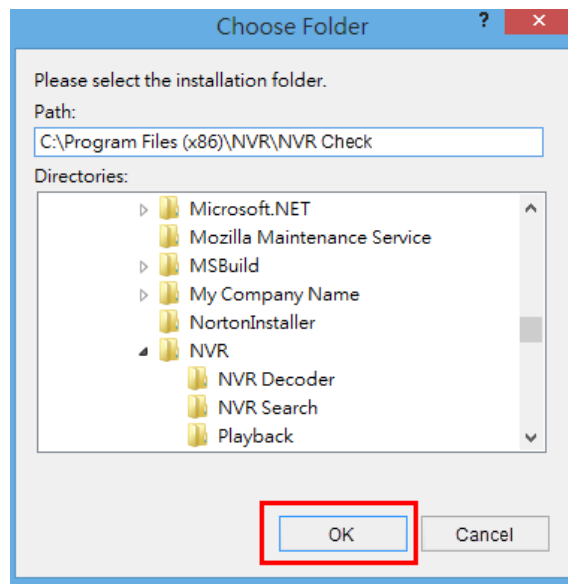 Choose Folder
?
Please select the installation folder.
Path:
C:\Program Files (x86)\NVR\NVR Check
Directories:
Microsoft.NET
Mozilla Maintenance Service
MSBuild
My Company Name
NortonInstaller
NVR
NVR Decoder
NVR Search
Playback
OK
Cancel